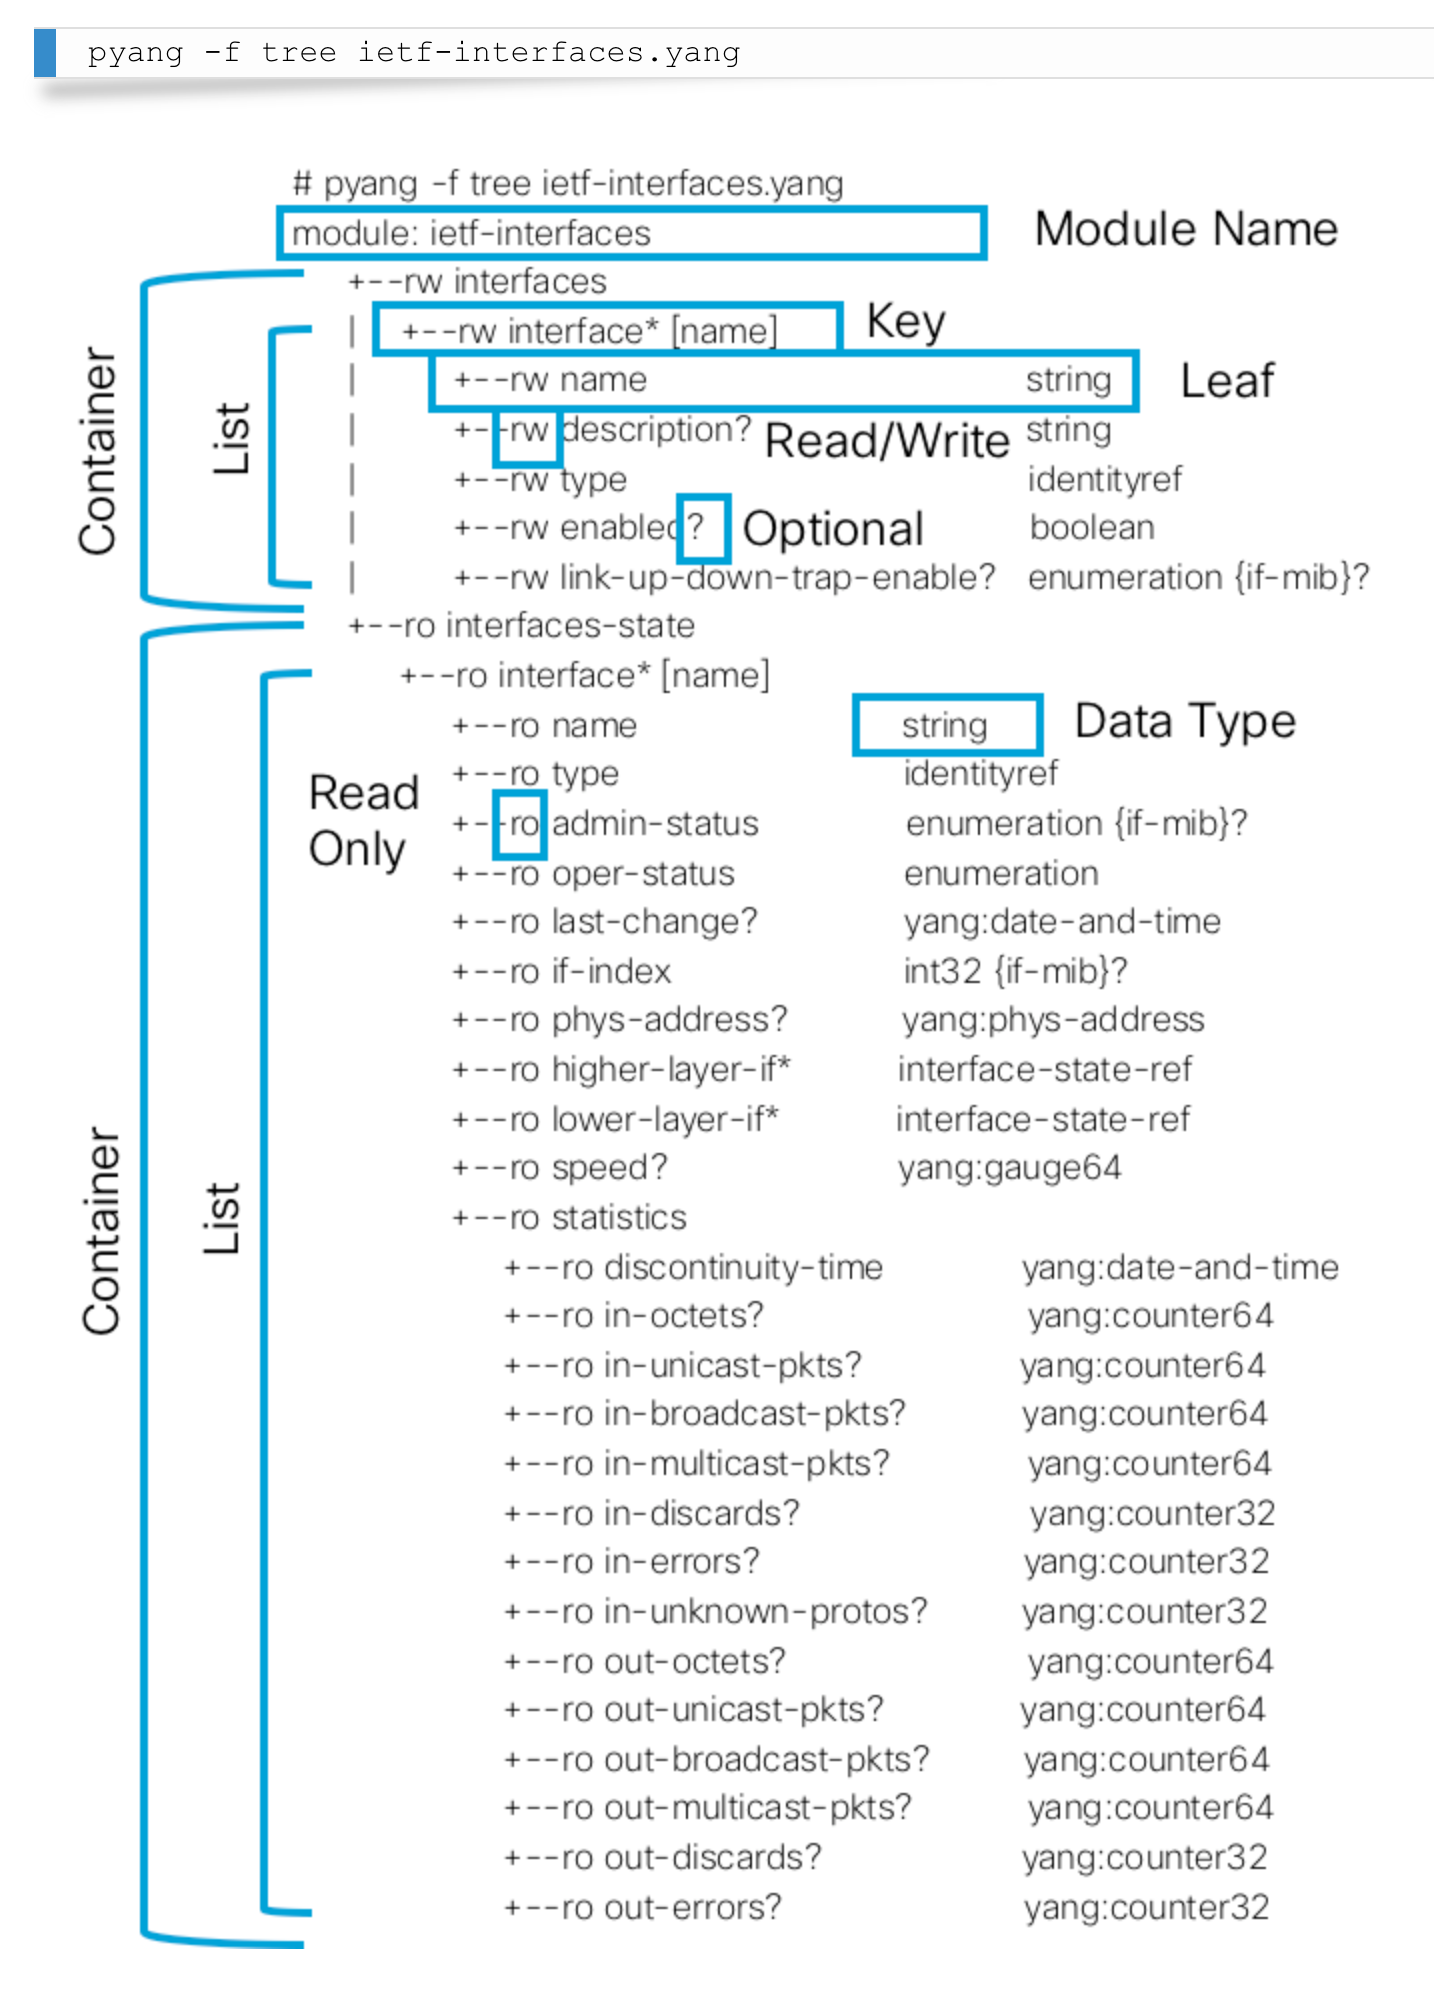 pyang -f tree ietf-interfaces.yang
# pyang -f tree ietf-interfaces.yang
module: ietf-interfaces
Module Name
+--rw interfaces
| +--rw interface* [name]
Key
| +--rw name string
Leaf
| +--rw description? string
Read/Write
| +--rw type identityref
| +--rw enabled? boolean
Optional
| +--rw link-up-down-trap-enable? enumeration {if-mib}?
Container
List
+--ro interfaces-state
+--ro interface* [name]
+--ro name string
Data Type
+--ro type identityref
Read
Only
+--ro admin-status enumeration {if-mib}?
+--ro oper-status enumeration
+--ro last-change? yang:date-and-time
+--ro if-index int32 {if-mib}?
+--ro phys-address? yang:phys-address
+--ro higher-layer-if* interface-state-ref
+--ro lower-layer-if* interface-state-ref
+--ro speed? yang:gauge64
+--ro statistics
+--ro discontinuity-time yang:date-and-time
+--ro in-octets? yang:counter64
+--ro in-unicast-pkts? yang:counter64
+--ro in-broadcast-pkts? yang:counter64
+--ro in-multicast-pkts? yang:counter64
+--ro in-discards? yang:counter32
+--ro in-errors? yang:counter32
+--ro in-unknown-protos? yang:counter32
+--ro out-octets? yang:counter64
+--ro out-unicast-pkts? yang:counter64
+--ro out-broadcast-pkts? yang:counter64
+--ro out-multicast-pkts? yang:counter64
+--ro out-discards? yang:counter32
+--ro out-errors? yang:counter32
Container
List